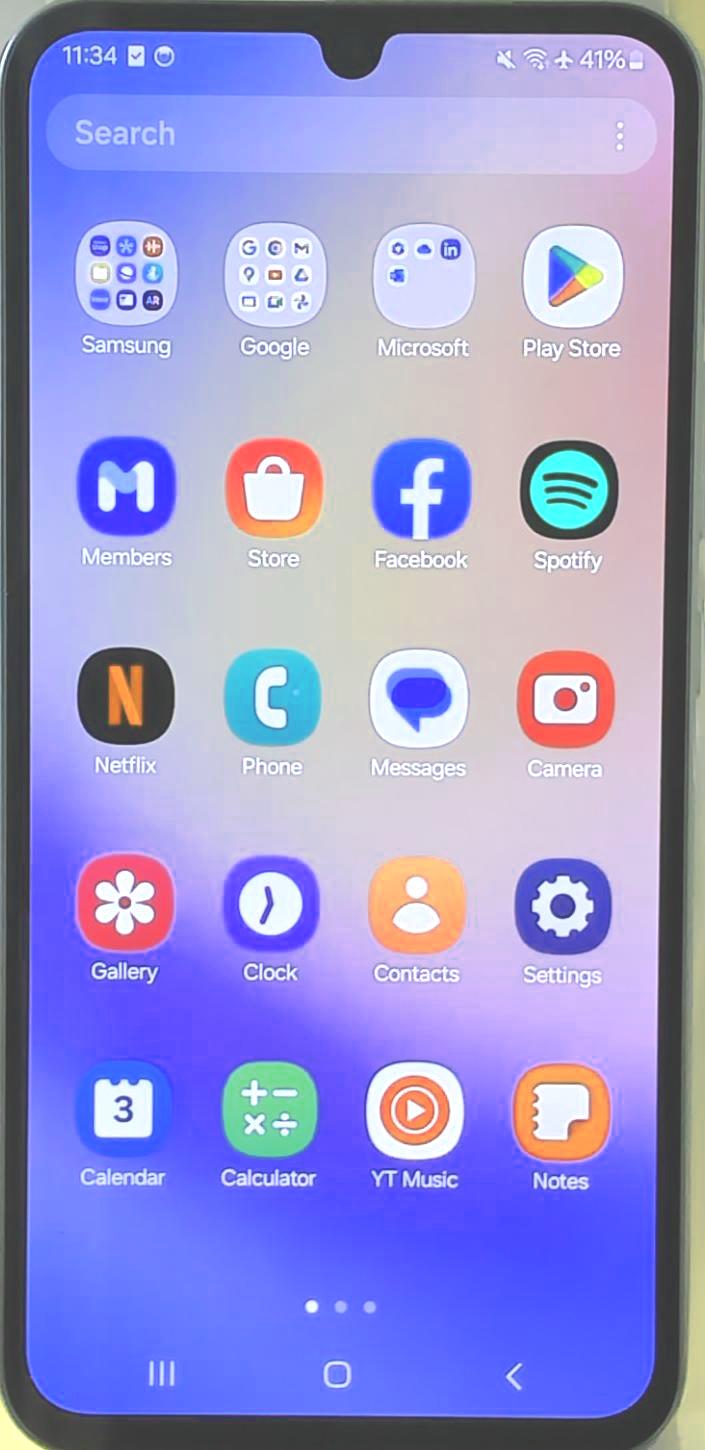 11:34 41%
Search
Samsung Google Microsoft Play Store
Members Store Facebook Spotify
Netflix Phone Messages Camera
Gallery Clock Contacts Settings
3
Calendar Calculator YT Music Notes